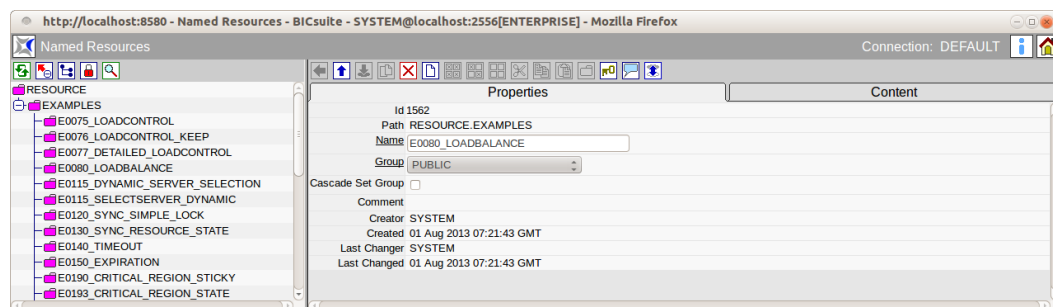 http://localhost:8580 - Named Resources - BICsuite - SYSTEM@localhost:2556[ENTERPRISE] - Mozilla Firefox
Named Resources
Connection: DEFAULT
RESOURCE
EXAMPLES
E0075_LOADCONTROL
E0076_LOADCONTROL_KEEP
E0077_DETAILED_LOADCONTROL
E0080_LOADBALANCE
E0115_DYNAMIC_SERVER_SELECTION
E0115_SELECTSERVER_DYNAMIC
E0120_SYNC_SIMPLE_LOCK
E0130_SYNC_RESOURCE_STATE
E0140_TIMEOUT
E0150_EXPIRATION
E0190_CRITICAL_REGION_STICKY
E0193_CRITICAL_REGION_STATE
Properties
Content
Id 1562
Path RESOURCE.EXAMPLES
Name E0080_LOADBALANCE
Group PUBLIC
Cascade Set Group
Comment
Creator SYSTEM
Created 01 Aug 2013 07:21:43 GMT
Last Changer SYSTEM
Last Changed 01 Aug 2013 07:21:43 GMT